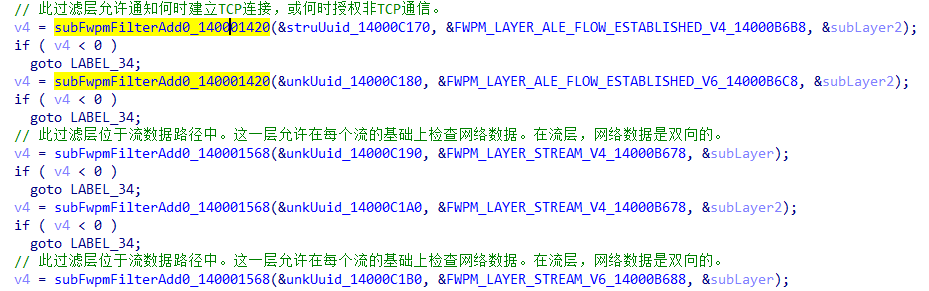 // 此过滤层允许通知何时建立TCP连接，或何时授权非TCP通信。
v4 = subFwpmFilterAdd0_140001420(&struUuid_14000C170, &FWPM_LAYER_ALE_FLOW_ESTABLISHED_V4_14000B6B8, &subLayer2);
if ( v4 < 0 )
goto LABEL_34;
v4 = subFwpmFilterAdd0_140001420(&unkUuid_14000C180, &FWPM_LAYER_ALE_FLOW_ESTABLISHED_V6_14000B6C8, &subLayer2);
if ( v4 < 0 )
goto LABEL_34;
// 此过滤层位于流数据路径中。这一层允许在每个流的基础上检查网络数据。在流层，网络数据是双向的。
v4 = subFwpmFilterAdd0_140001568(&unkUuid_14000C190, &FWPM_LAYER_STREAM_V4_14000B678, &subLayer);
if ( v4 < 0 )
goto LABEL_34;
v4 = subFwpmFilterAdd0_140001568(&unkUuid_14000C1A0, &FWPM_LAYER_STREAM_V4_14000B678, &subLayer2);
if ( v4 < 0 )
goto LABEL_34;
// 此过滤层位于流数据路径中。这一层允许在每个流的基础上检查网络数据。在流层，网络数据是双向的。
v4 = subFwpmFilterAdd0_140001568(&unkUuid_14000C1B0, &FWPM_LAYER_STREAM_V6_14000B688, &subLayer);